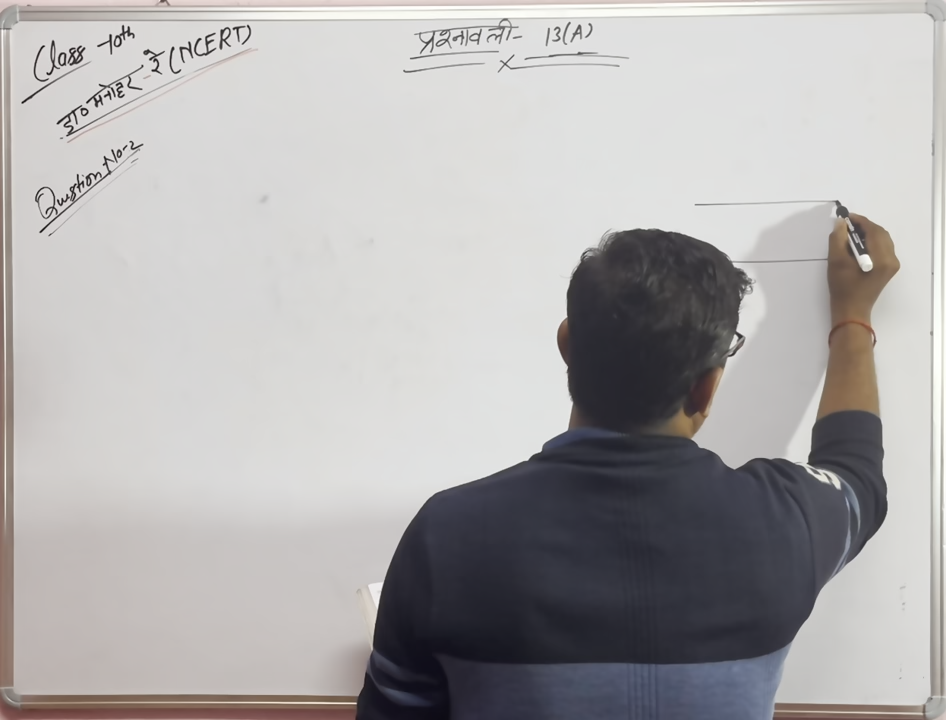 Class -10th
डा० मनोहर रे (NCERT)
Question No-2
प्रश्नावली- 13(A)